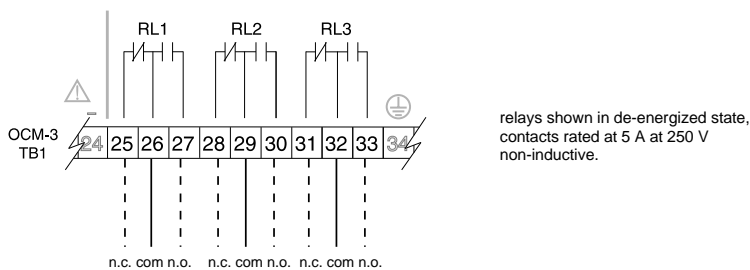 RL1 RL2 RL3
OCM-3
TB1
24 25 26 27 28 29 30 31 32 33 34
n.c. com n.o. n.c. com n.o. n.c. com n.o.
relays shown in de-energized state,
contacts rated at 5 A at 250 V
non-inductive.